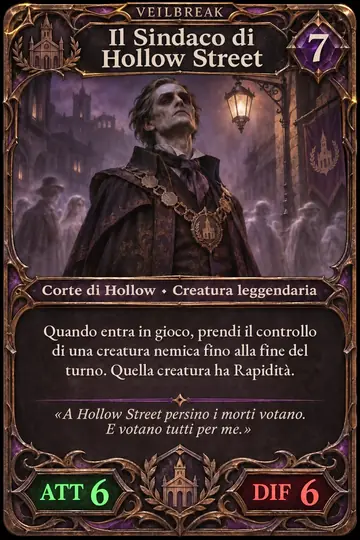 VEILBREAK
Il Sindaco di
Hollow Street
7
Corte di Hollow • Creatura leggendaria
Quando entra in gioco, prendi il controllo
di una creatura nemica fino alla fine del
turno. Quella creatura ha Rapidità.
«A Hollow Street persino i morti votano.
E votano tutti per me.»
ATT 6
DIF 6